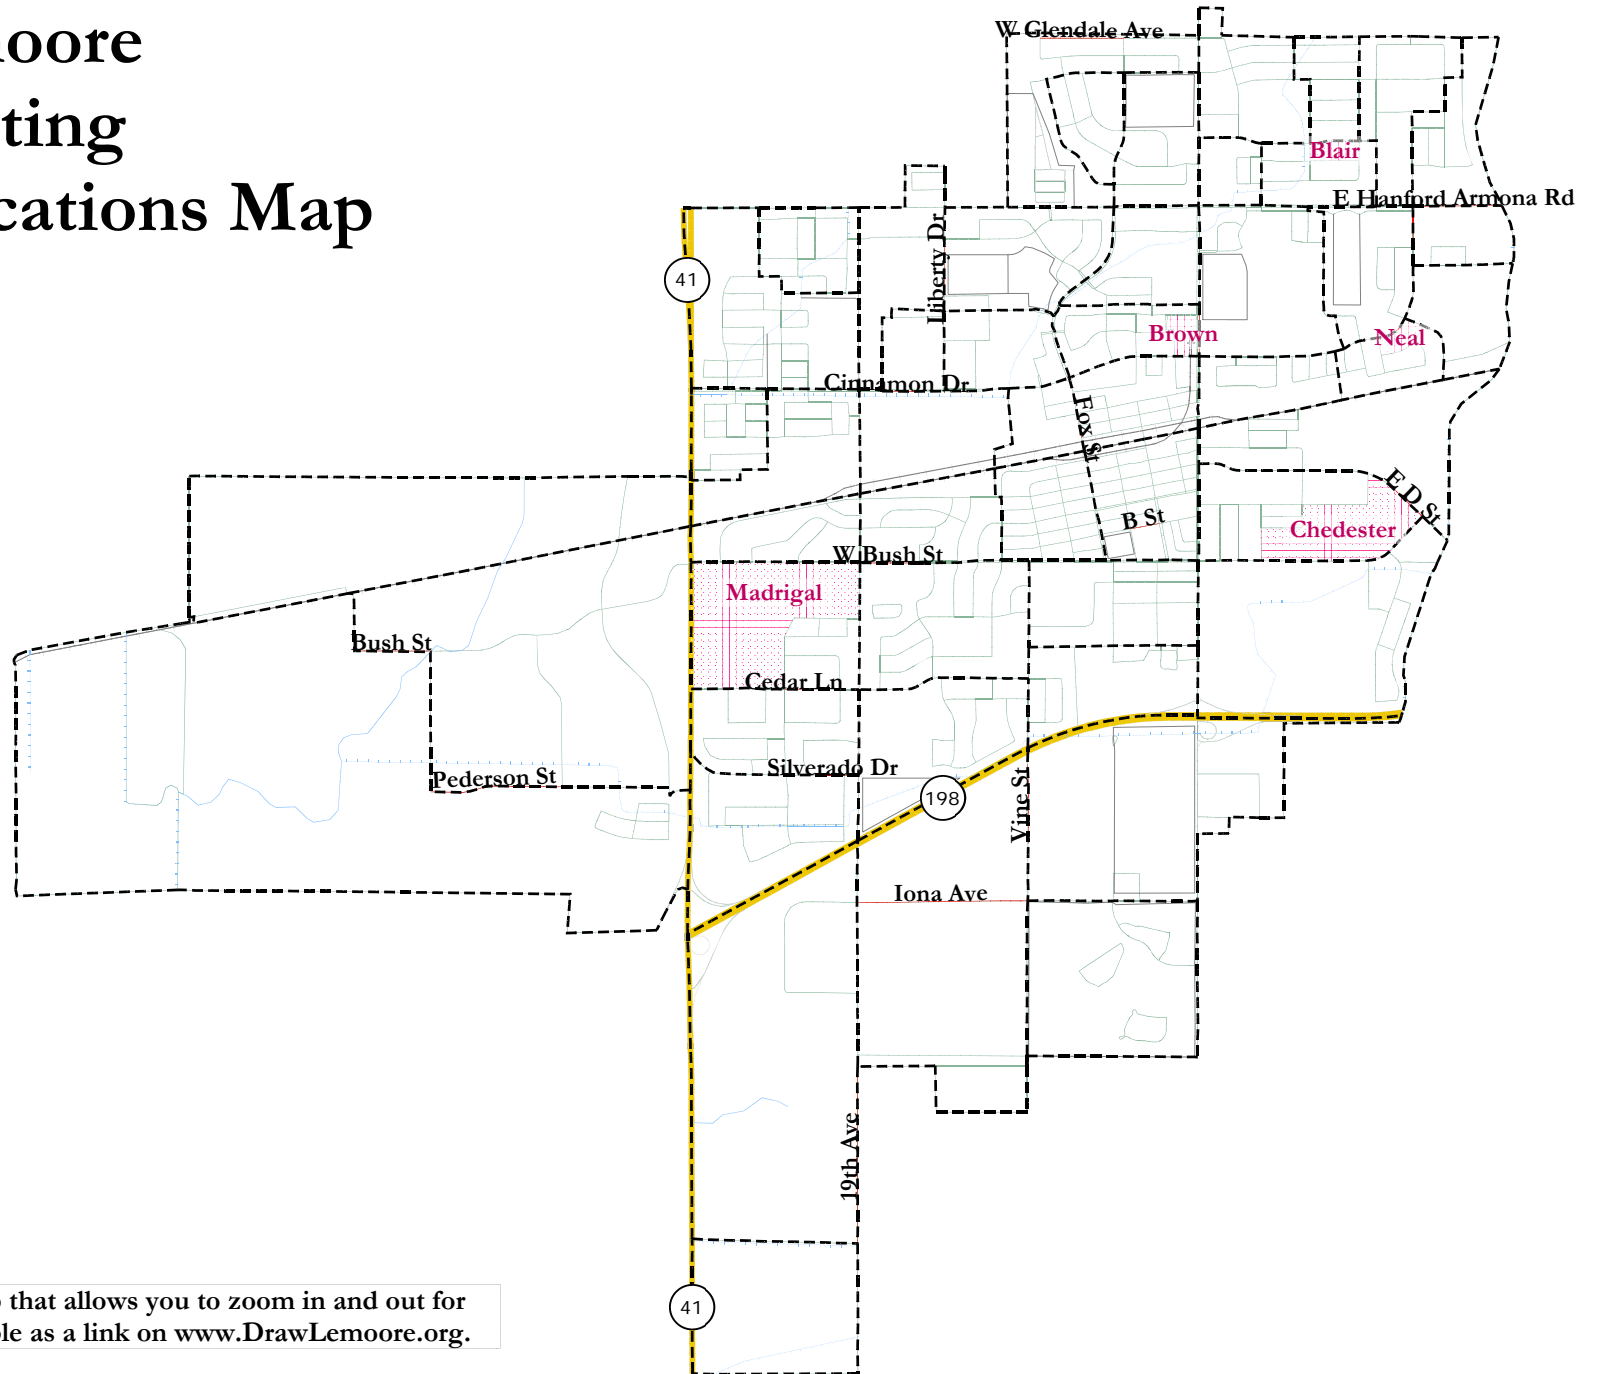 oore
ting
cations Map
W Glendale Ave
Blair
E Hanford Armona Rd
Liberty Dr
41
Brown
Neal
Cinnamon Dr
Fox St
E D St
B St
Chedester
W Bush St
Madrigal
Bush St
Cedar Ln
Silverado Dr
Pederson St
198
Vine St
Iona Ave
19th Ave
41
that allows you to zoom in and out for
le as a link on www.DrawLemoore.org.